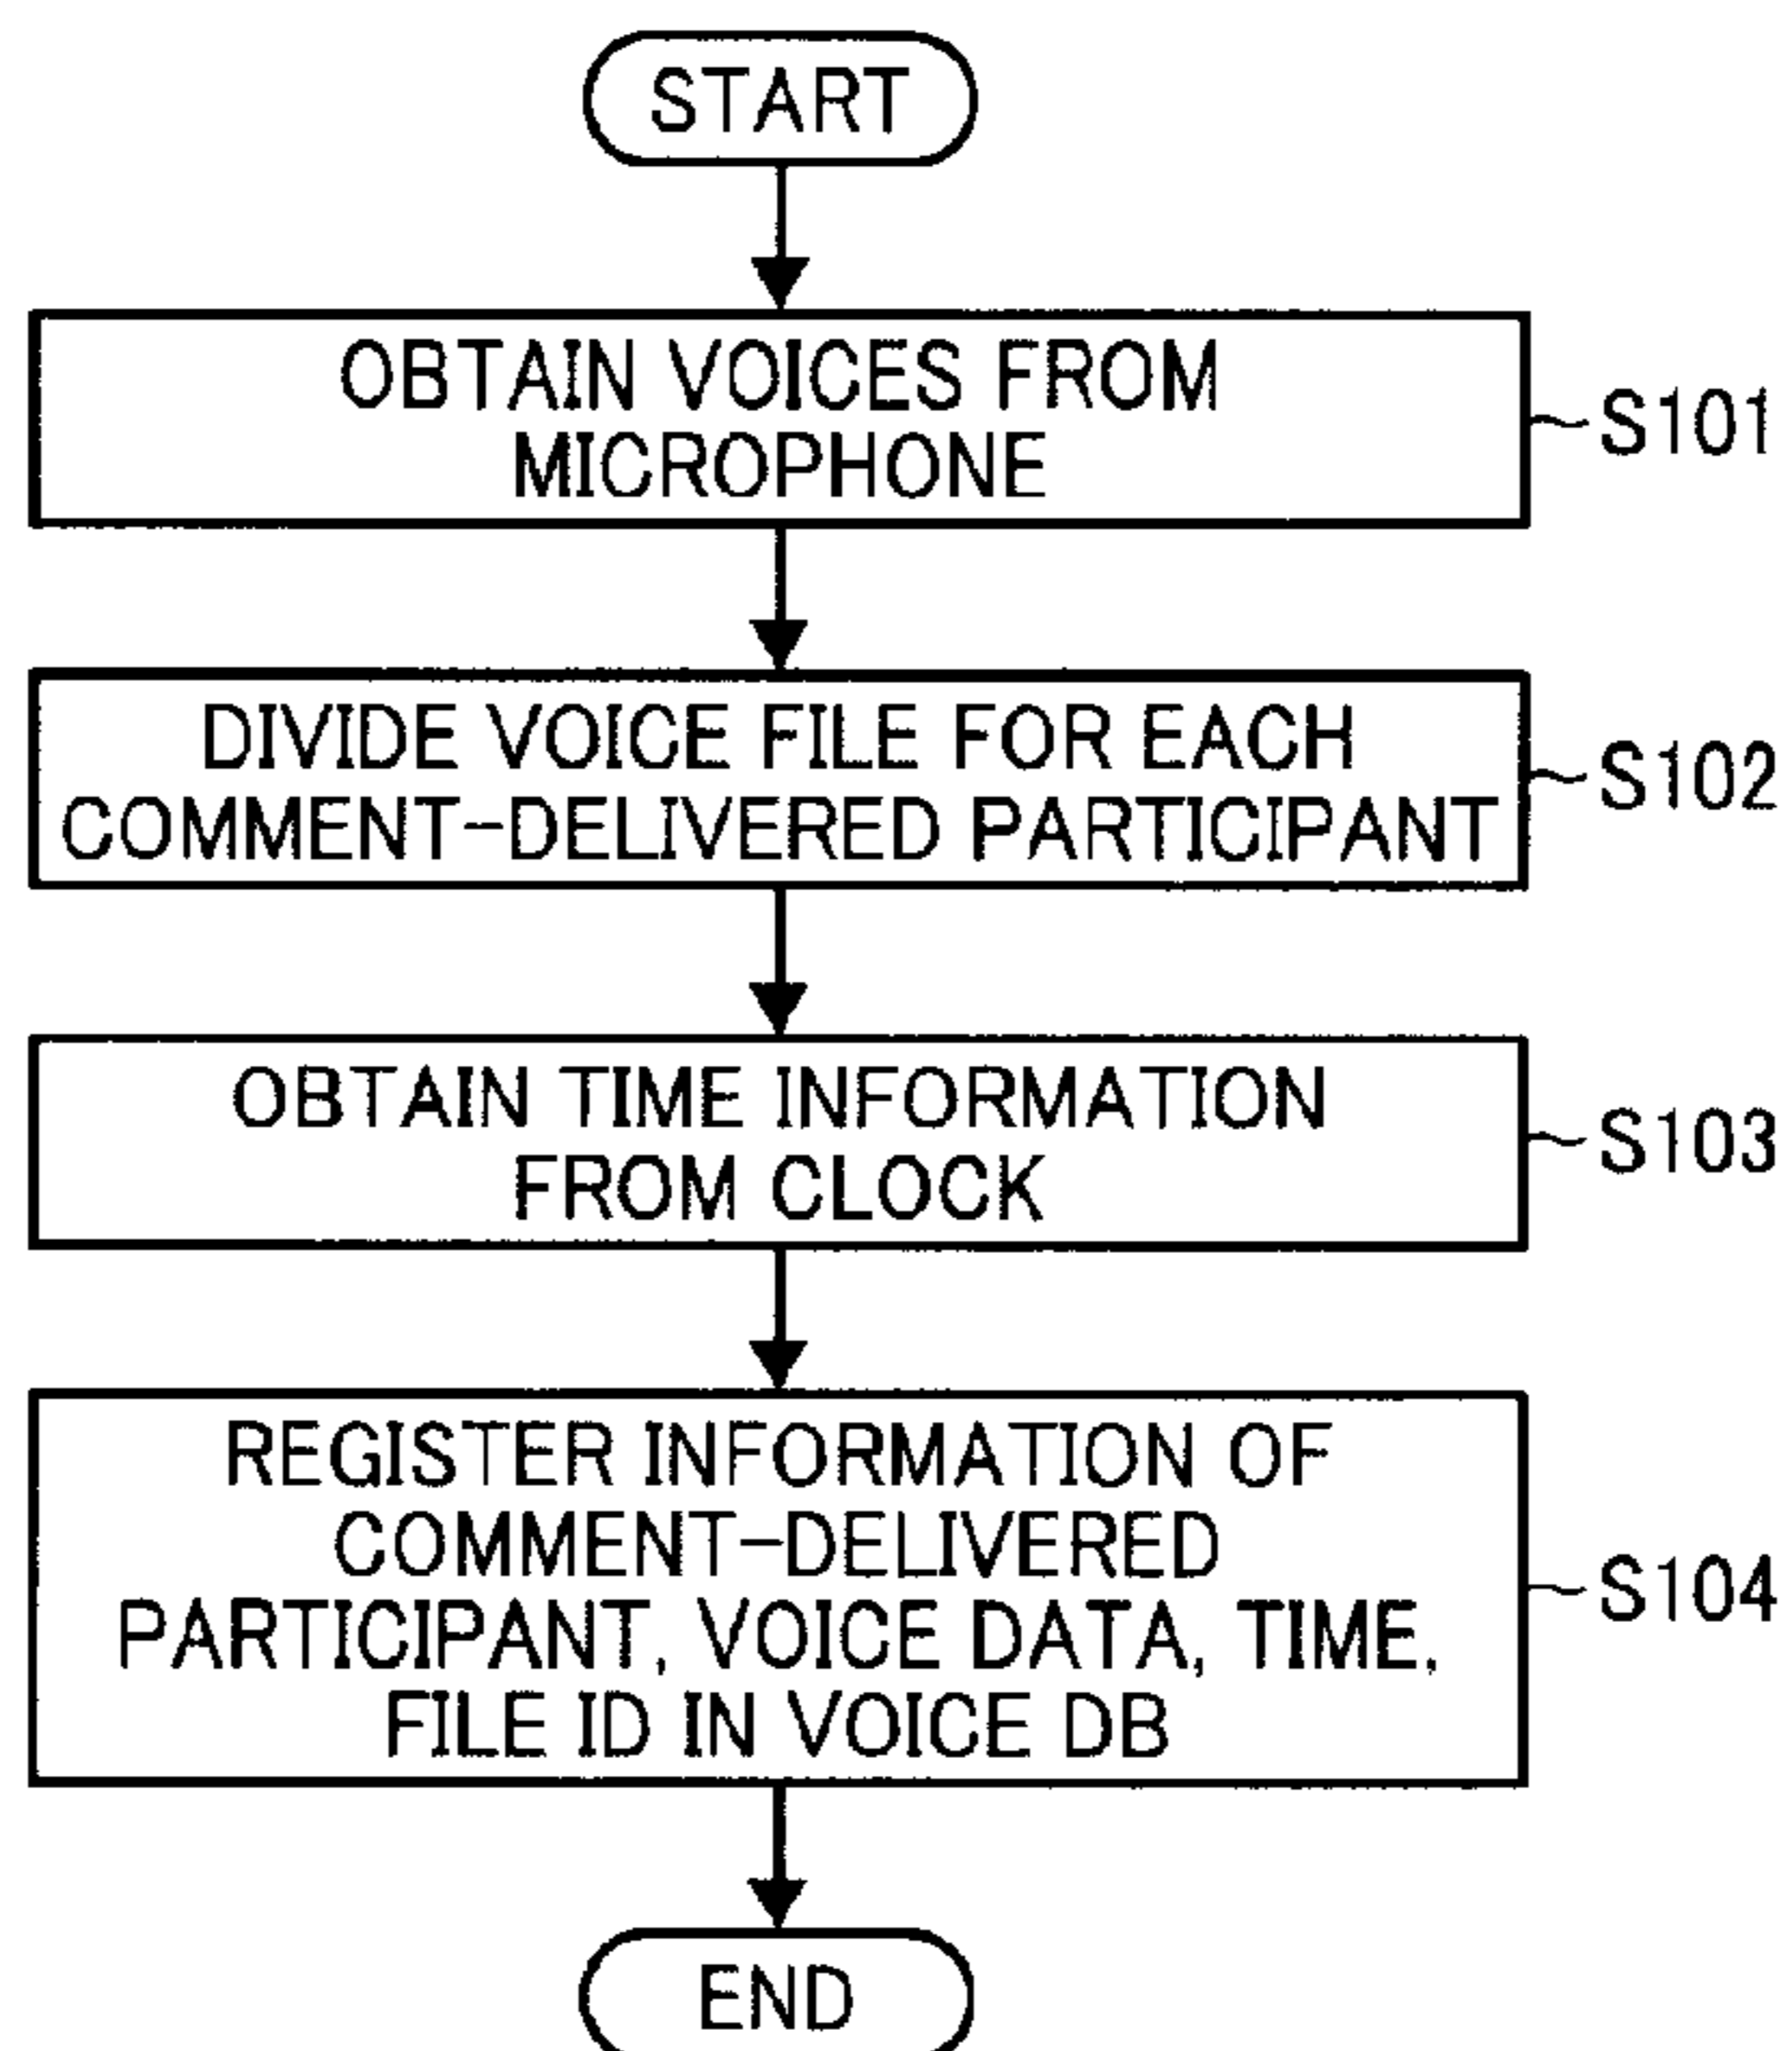 START
OBTAIN VOICES FROM
MICROPHONE
S101
DIVIDE VOICE FILE FOR EACH
COMMENT-DELIVERED PARTICIPANT
S102
OBTAIN TIME INFORMATION
FROM CLOCK
S103
REGISTER INFORMATION OF
COMMENT-DELIVERED
PARTICIPANT, VOICE DATA, TIME,
FILE ID IN VOICE DB
S104
END